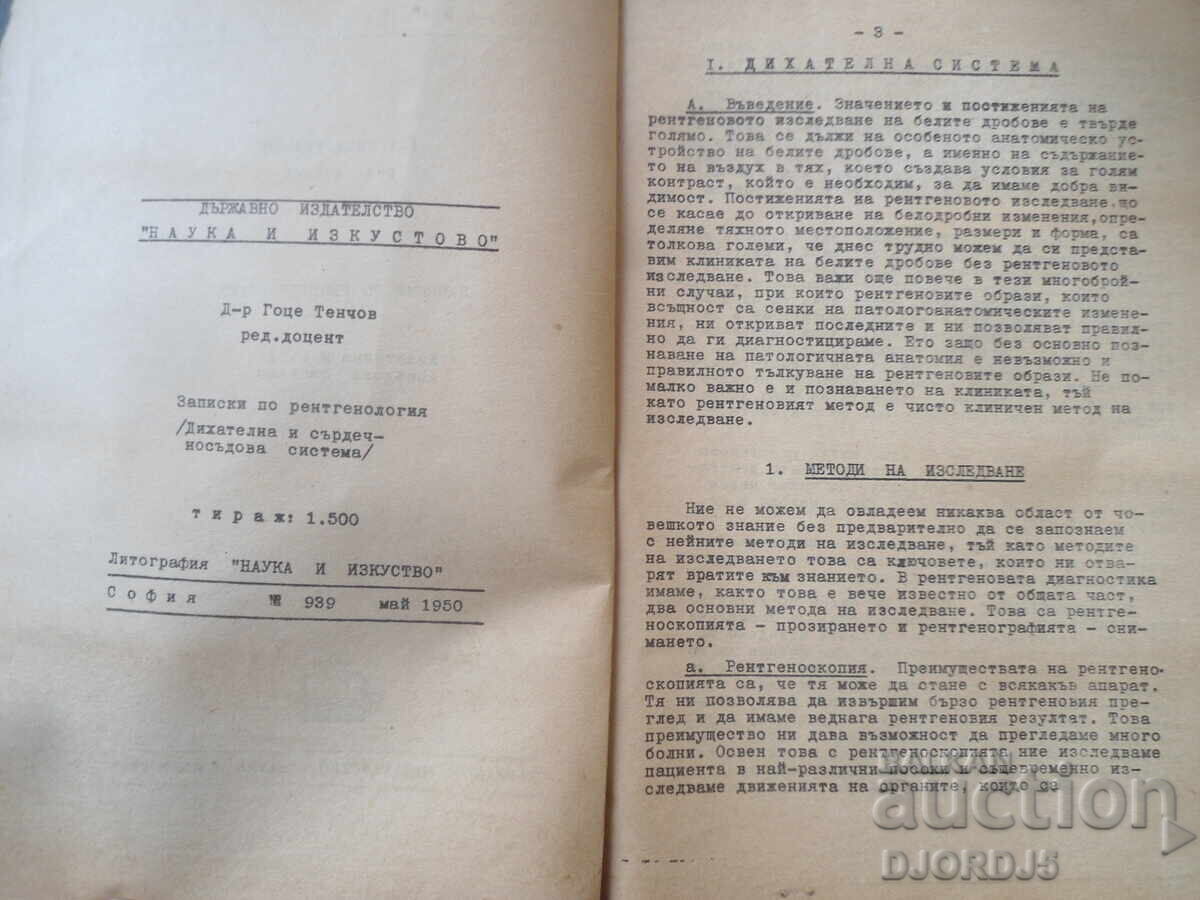 ДЪРЖАВНО ИЗДАТЕЛСТВО
"НАУКА И ИЗКУСТОВО"
Д-р Гоце Тенчов
ред.доцент
Записки по рентгенология
/Дихателна и сърдеч-
носъдова система/
тираж: 1.500
Литография "НАУКА И ИЗКУСТВО"
София № 939 май 1950
- 3 -
I. ДИХАТЕЛНА СИСТЕМА
А. Въведение. Значението и постиженията на
рентгеновото изследване на белите дробове е твърде
голямо. Това се дължи на особеното анатомическо ус-
тройство на белите дробове, а именно на съдържание-
то на въздух в тях, което създава условия за голям
контраст, който е необходим, за да имаме добра ви-
димост. Постиженията на рентгеновото изследване що
се касае до откриване на белодробни изменения,опре-
деляне тяхното местоположение, размери и форма, са
толкова големи, че днес трудно можем да си предста-
вим клиниката на белите дробове без рентгеновото
изследване. Това важи още повече в тези многоброй-
ни случаи, при които рентгеновите образи, които
всъщност са сенки на патологоанатомическите измене-
ния, ни откриват последните и ни позволяват правил-
но да ги диагностицираме. Ето защо без основно поз-
наване на патологичната анатомия е невъзможно и
правилното тълкуване на рентгеновите образи. Не по-
малко важно е и познаването на клиниката, тъй
като рентгеновият метод е чисто клиничен метод на
изследване.
1. МЕТОДИ НА ИЗСЛЕДВАНЕ
Ние не можем да овладеем никаква област от чо-
вешкото знание без предварително да се запознаем
с нейните методи на изследване, тъй като методите
на изследването това са ключовете, които ни отва-
рят вратите към знанието. В рентгеновата диагностика
имаме, както това е вече известно от общата част,
два основни метода на изследване. Това са рентге-
носкопията - прозирането и рентгенографията - сни-
мането.
а. Рентгеноскопия. Преимуществата на рентгено-
скопията са, че тя може да стане с всякакъв апарат.
Тя ни позволява да извършим бързо рентгеновия пре-
глед и да имаме веднага рентгеновия резултат. Това
преимущество ни дава възможност да прегледаме много
болни. Освен това с рентгеноскопията ние изследваме
пациента в най-различни посоки и същевременно из-
следваме движенията на органите, които се
BALKAN
auction
DJORDJ5